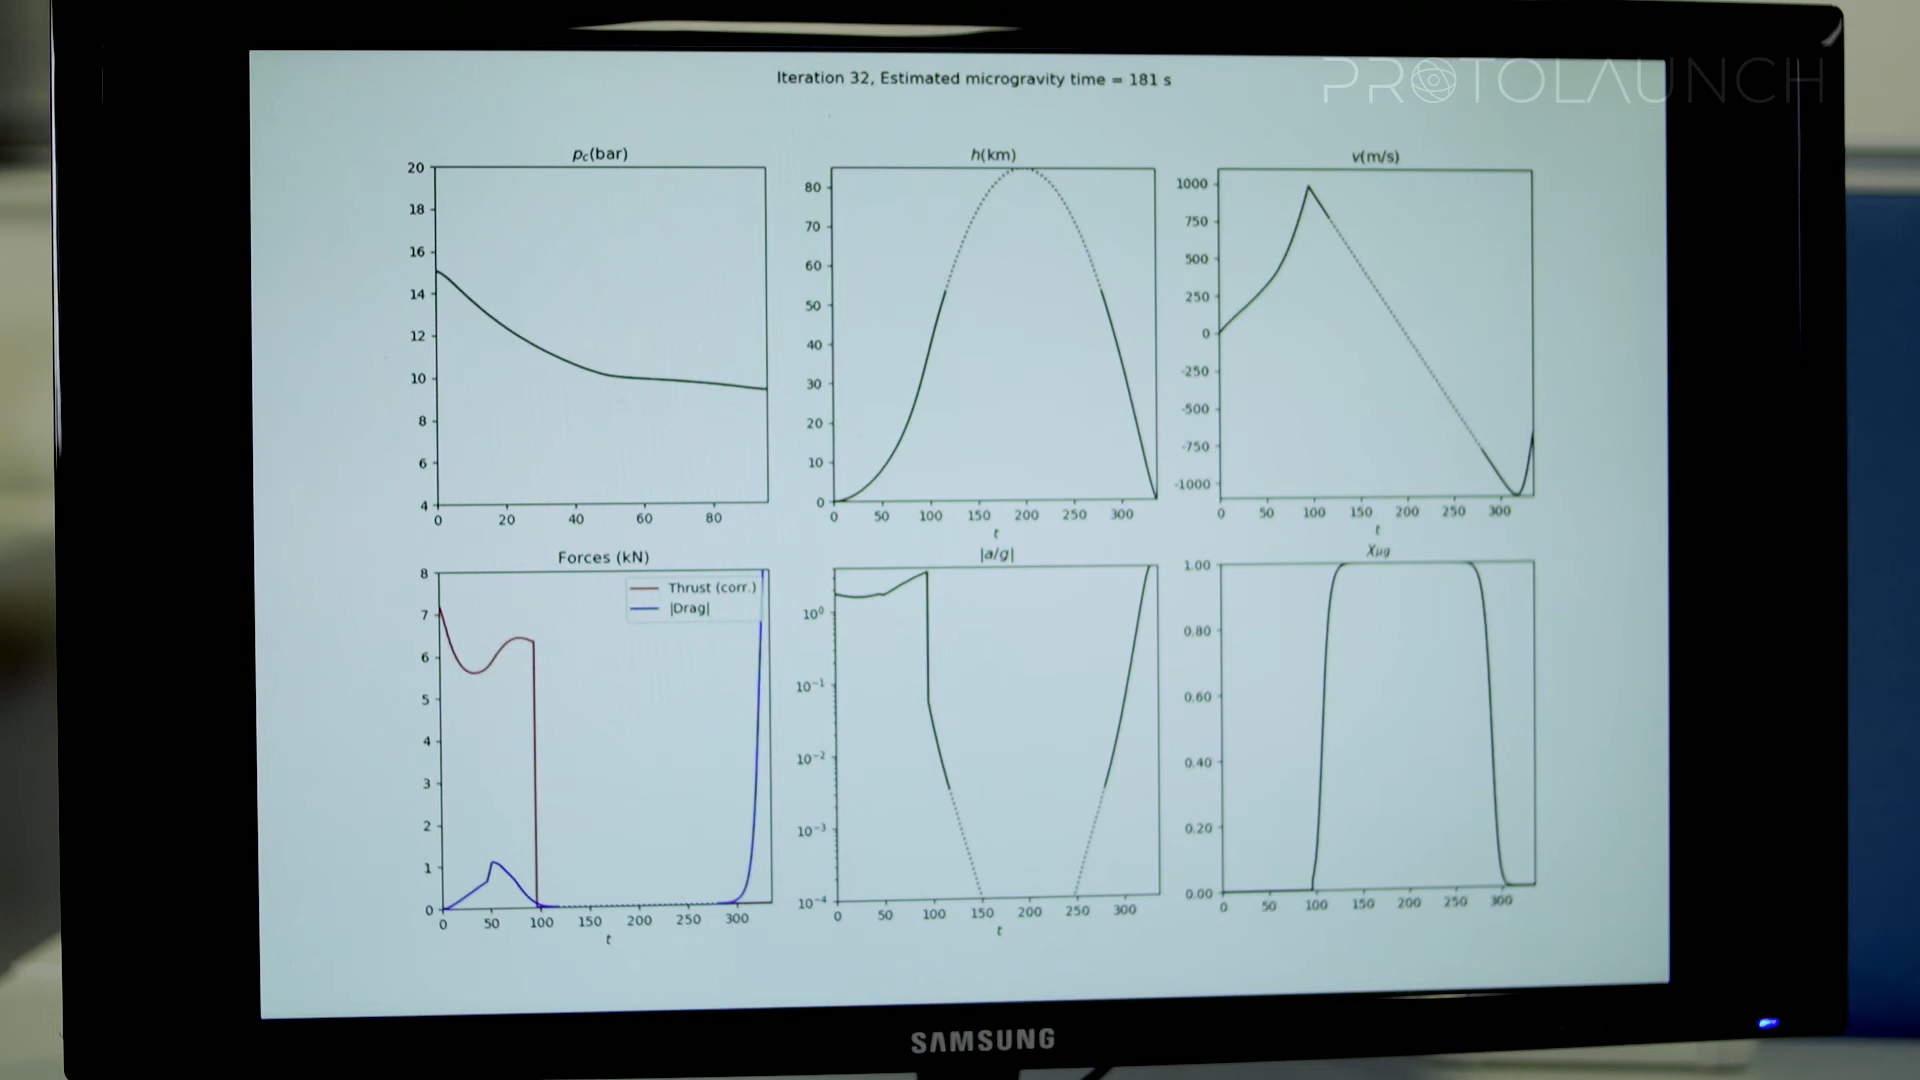 PROTOLAUNCH
Iteration 32, Estimated microgravity time = 181 s
pc(bar)
20
18
16
14
12
10
8
6
4
0 20 40 60 80
h(km)
80
70
60
50
40
30
20
10
0
0 50 100 150 200 250 300
t
v(m/s)
1000
750
500
250
0
-250
-500
-750
-1000
0 50 100 150 200 250 300
t
Forces (kN)
8
7
6
5
4
3
2
1
0
Thrust (corr.)
|Drag|
0 50 100 150 200 250 300
t
|a/g|
10⁰
10⁻¹
10⁻²
10⁻³
10⁻⁴
0 50 100 150 200 250 300
t
Xμg
1.00
0.80
0.60
0.40
0.20
0.00
0 50 100 150 200 250 300
SAMSUNG